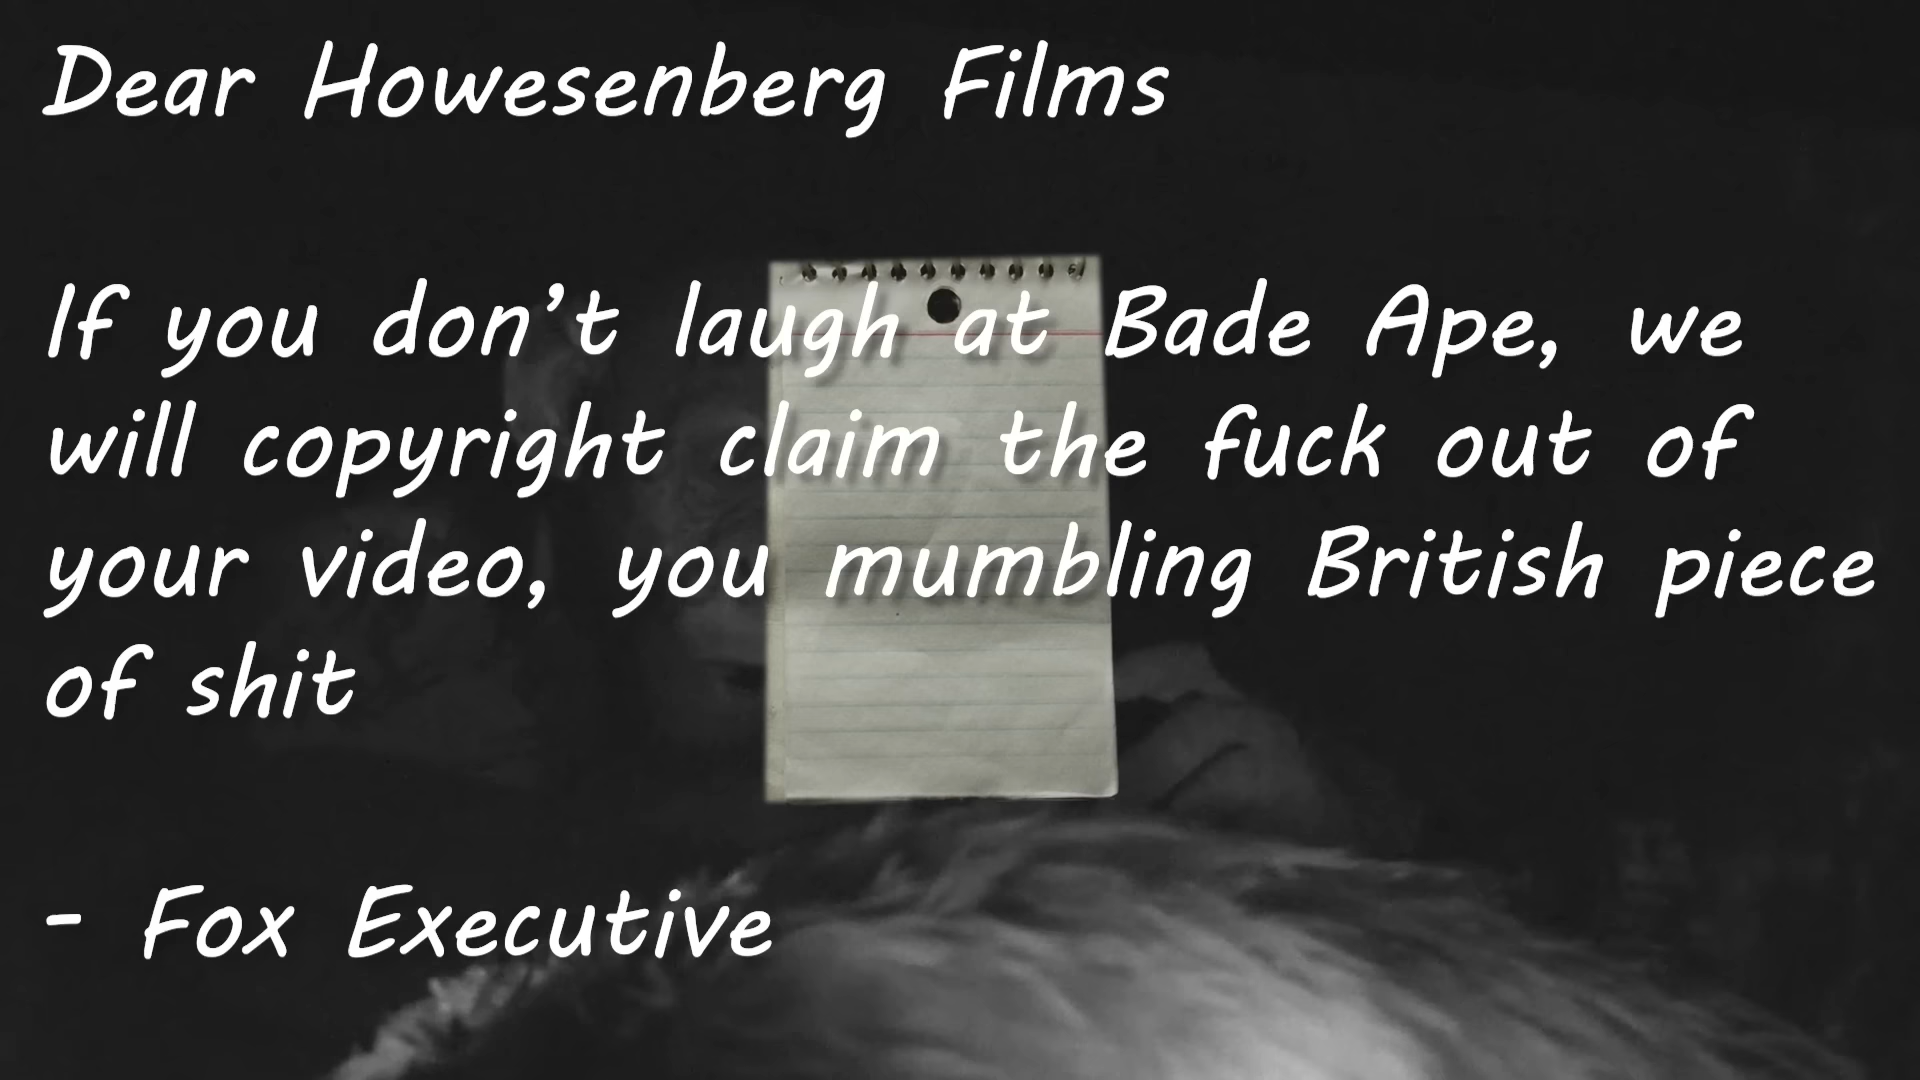 Dear Howesenberg Films
If you don't laugh at Bade Ape, we
will copyright claim the fuck out of
your video, you mumbling British piece
of shit
- Fox Executive